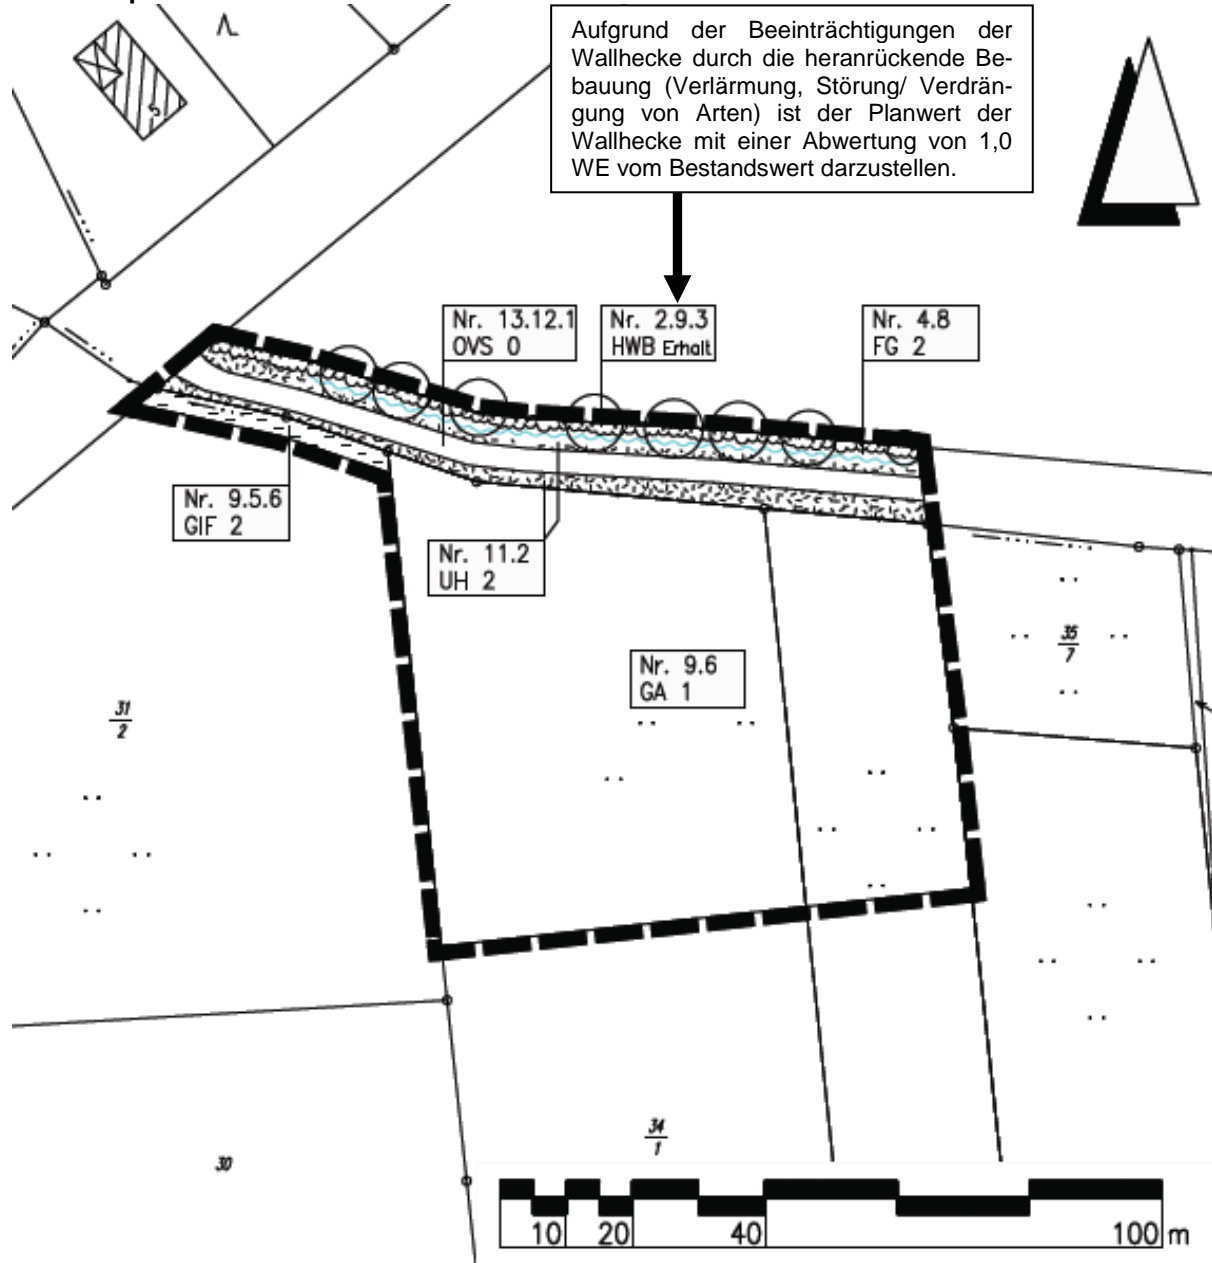 Aufgrund der Beeinträchtigungen der
Wallhecke durch die heranrückende Be-
bauung (Verlärmung, Störung/ Verdrän-
gung von Arten) ist der Planwert der
Wallhecke mit einer Abwertung von 1,0
WE vom Bestandswert darzustellen.
Nr. 13.12.1
OVS 0
Nr. 2.9.3
HWB Erhalt
Nr. 4.8
FG 2
Nr. 9.5.6
GIF 2
Nr. 11.2
UH 2
Nr. 9.6
GA 1
35
7
31
2
34
1
30
10 20 40 100 m